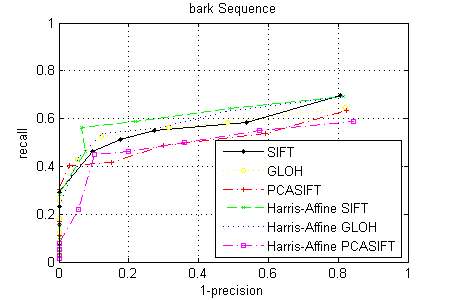 bark Sequence
1
0.8
0.6
0.4
0.2
0
recall
SIFT
GLOH
PCASIFT
Harris-Affine SIFT
Harris-Affine GLOH
Harris-Affine PCASIFT
0 0.2 0.4 0.6 0.8 1
1-precision